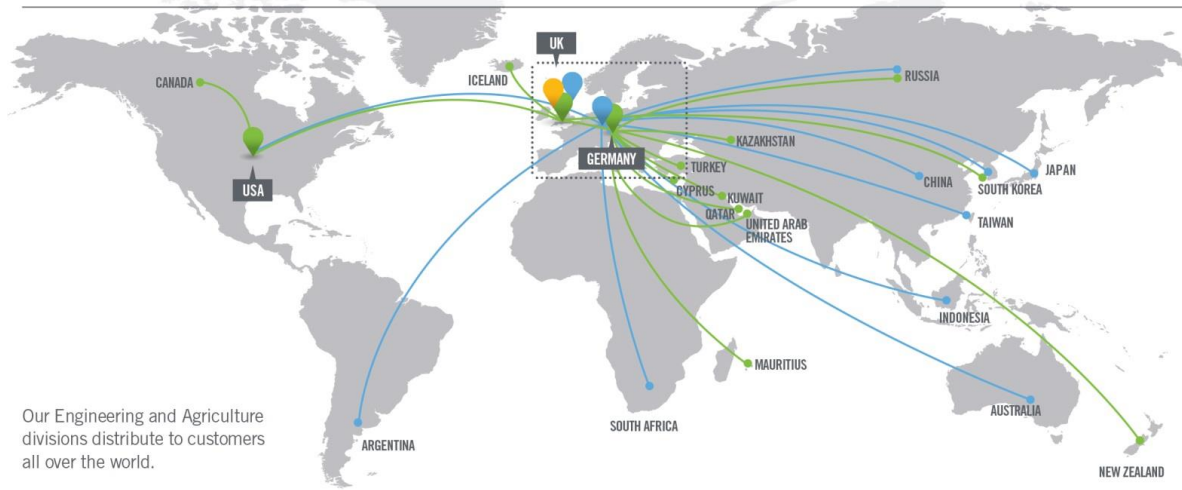 UK
CANADA
ICELAND
RUSSIA
KAZAKHSTAN
GERMANY
TURKEY
JAPAN
USA
CHINA
SOUTH KOREA
CYPRUS
KUWAIT
QATAR
UNITED ARAB
EMIRATES
TAIWAN
INDONESIA
MAURITIUS
AUSTRALIA
SOUTH AFRICA
ARGENTINA
NEW ZEALAND
Our Engineering and Agriculture
divisions distribute to customers
all over the world.